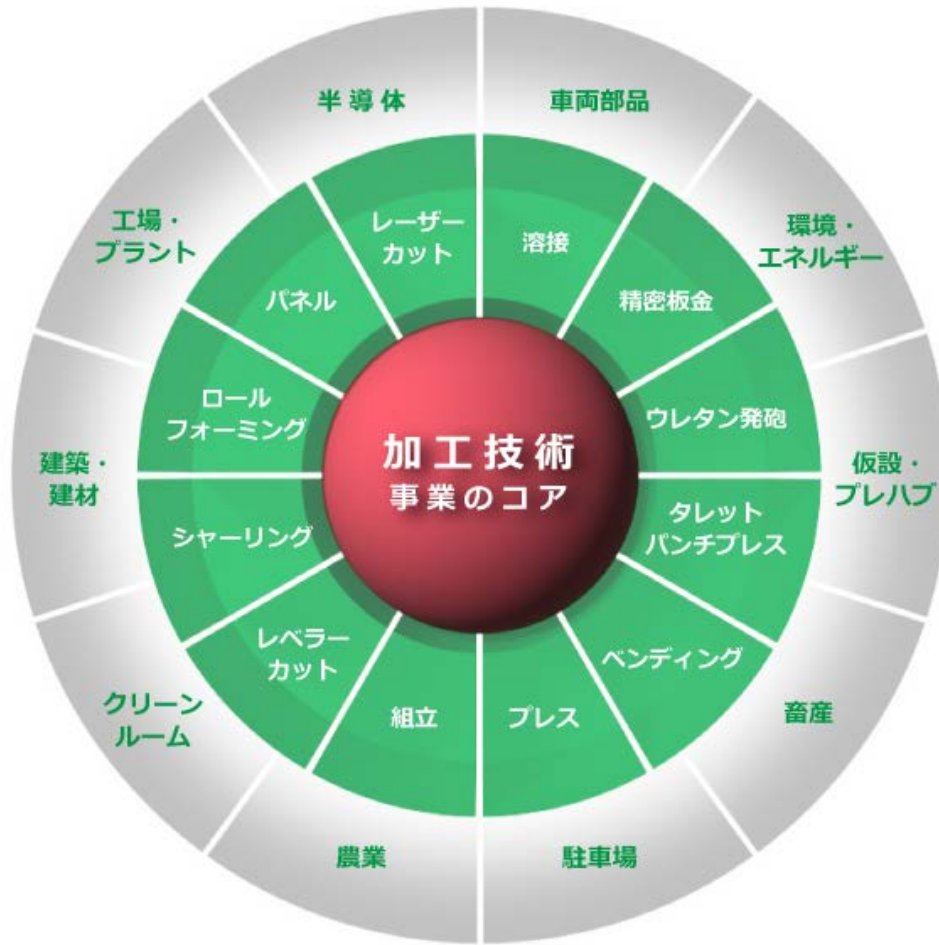 半導体
車両部品
工場・
プラント
環境・
エネルギー
建築・
建材
仮設・
プレハブ
クリーン
ルーム
畜産
農業
駐車場
レーザー
カット
溶接
パネル
精密板金
ロール
フォーミング
ウレタン発砲
シャーリング
タレット
パンチプレス
レベラー
カット
ベンディング
組立
プレス
加工技術
事業のコア